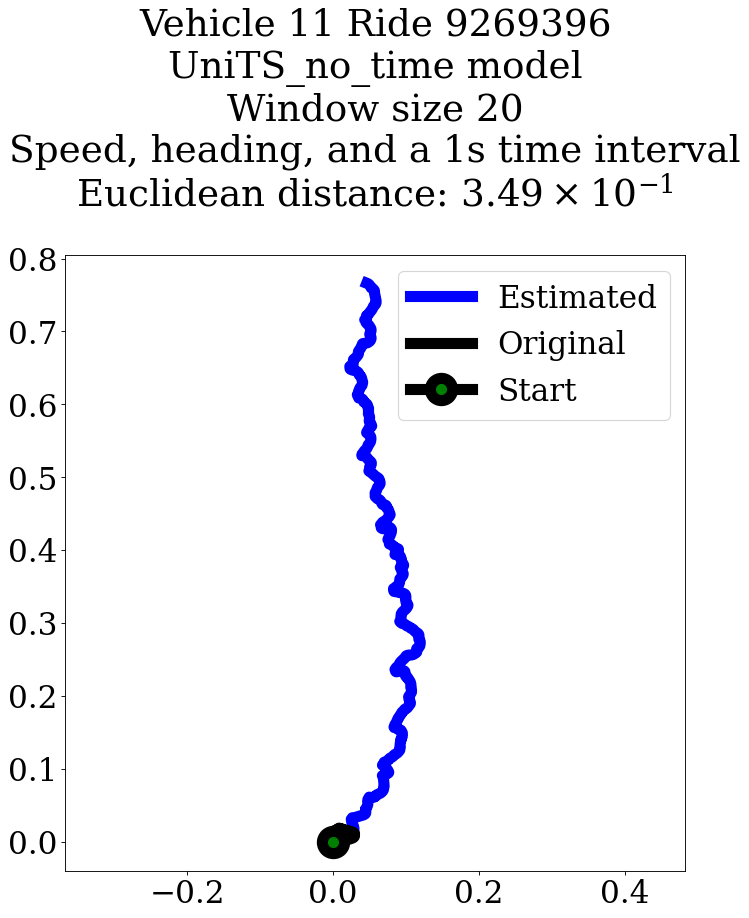 Vehicle 11 Ride 9269396
UniTS_no_time model
Window size 20
Speed, heading, and a 1s time interval
Euclidean distance: 3.49 × 10⁻¹
Estimated
Original
Start
0.8
0.7
0.6
0.5
0.4
0.3
0.2
0.1
0.0
−0.2
0.0
0.2
0.4